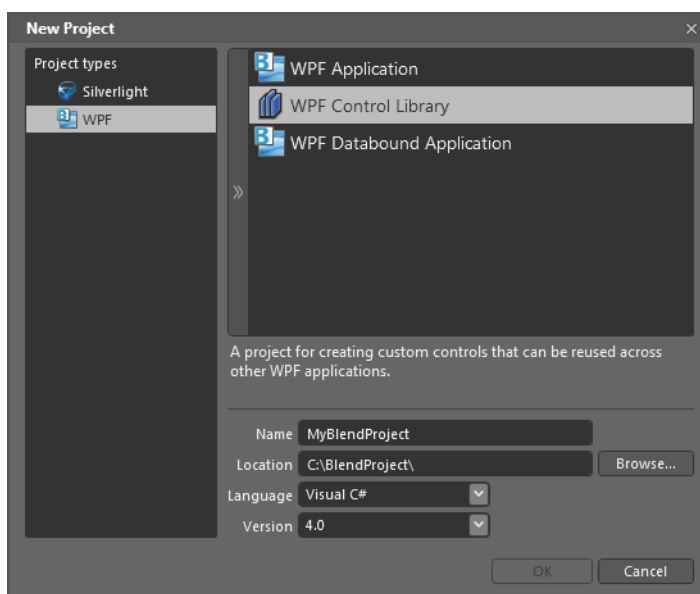 New Project
Project types
Silverlight
WPF
WPF Application
WPF Control Library
WPF Databound Application
A project for creating custom controls that can be reused across
other WPF applications.
Name MyBlendProject
Location C:\BlendProject\ Browse...
Language Visual C#
Version 4.0
OK Cancel